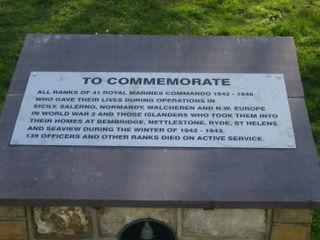 TO COMMEMORATE
ALL RANKS OF 41 ROYAL MARINES COMMANDO 1942 - 1946
WHO GAVE THEIR LIVES DURING OPERATIONS IN
SICILY, SALERNO, NORMANDY, WALCHEREN AND N.W. EUROPE
IN WORLD WAR 2 AND THOSE ISLANDERS WHO TOOK THEM INTO
THEIR HOMES AT BEMBRIDGE, NETTLESTONE, RYDE, ST HELENS
AND SEAVIEW DURING THE WINTER OF 1942 - 1943.
139 OFFICERS AND OTHER RANKS DIED ON ACTIVE SERVICE.